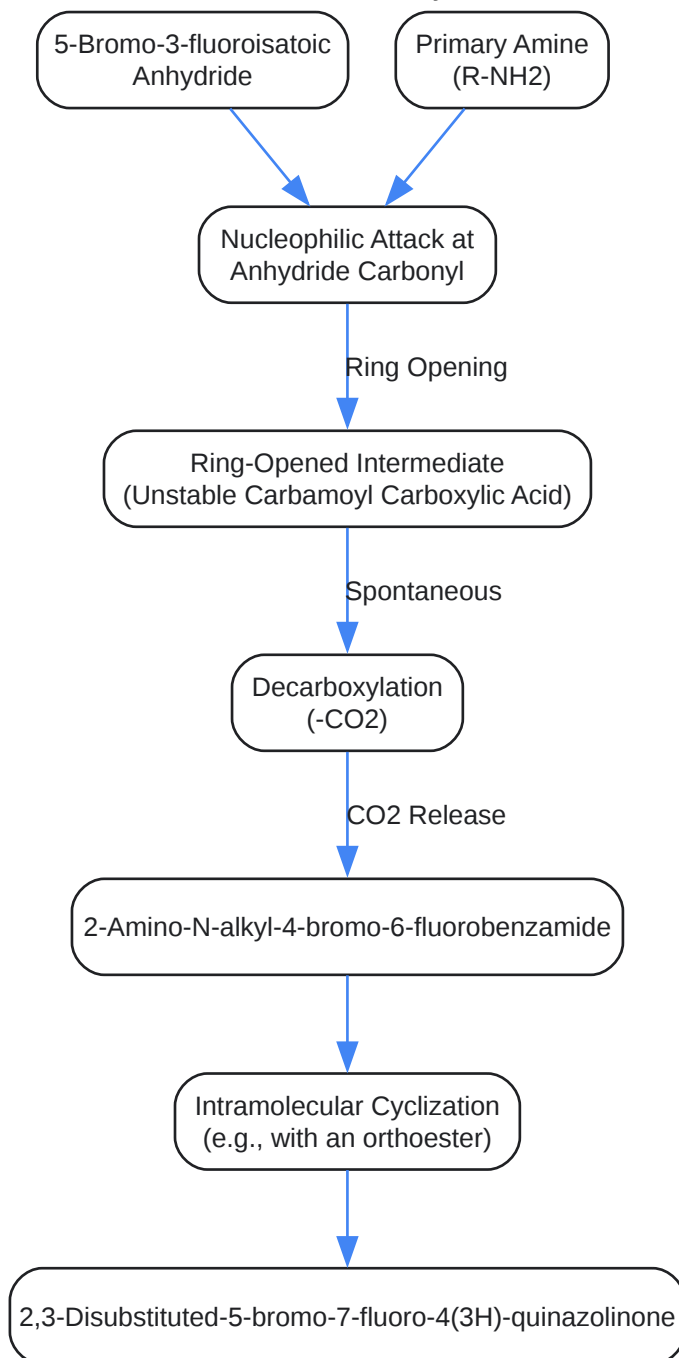 5-Bromo-3-fluoroisatoic
Anhydride
Primary Amine
(R-NH2)
Nucleophilic Attack at
Anhydride Carbonyl
Ring Opening
Ring-Opened Intermediate
(Unstable Carbamoyl Carboxylic Acid)
Spontaneous
Decarboxylation
(-CO2)
CO2 Release
2-Amino-N-alkyl-4-bromo-6-fluorobenzamide
Intramolecular Cyclization
(e.g., with an orthoester)
2,3-Disubstituted-5-bromo-7-fluoro-4(3H)-quinazolinone